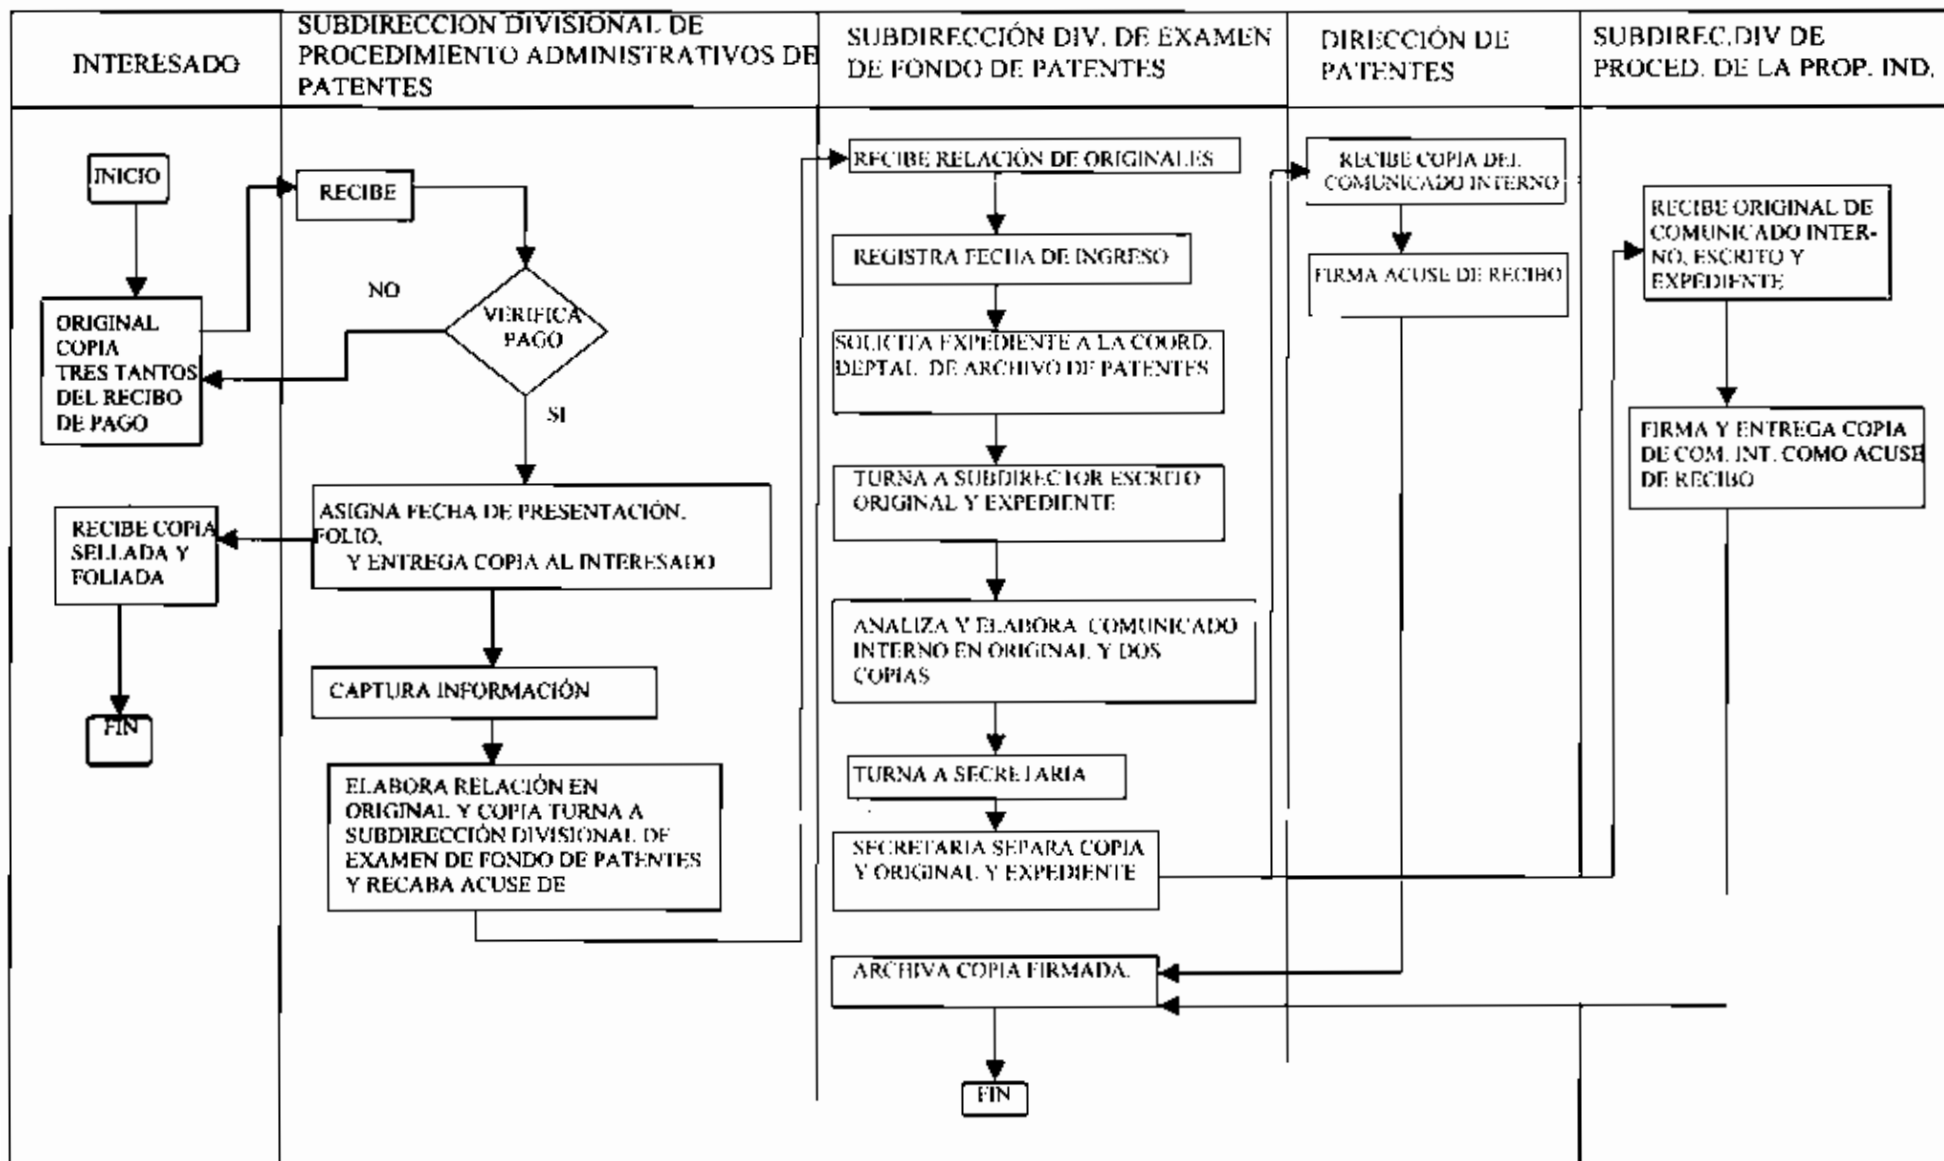 INTERESADO
SUBDIRECCION DIVISIONAL DE
PROCEDIMIENTO ADMINISTRATIVOS DE
PATENTES
SUBDIRECCIÓN DIV. DE EXAMEN
DE FONDO DE PATENTES
DIRECCIÓN DE
PATENTES
SUBDIREC.DIV DE
PROCED. DE LA PROP. IND.
INICIO
ORIGINAL
COPIA
TRES TANTOS
DEL RECIBO
DE PAGO
RECIBE COPIA
SELLADA Y
FOLIADA
FIN
RECIBE
NO
VERIFICA
PAGO
SI
ASIGNA FECHA DE PRESENTACIÓN.
FOLIO,
Y ENTREGA COPIA AL INTERESADO
CAPTURA INFORMACIÓN
ELABORA RELACIÓN EN
ORIGINAL Y COPIA TURNA A
SUBDIRECCIÓN DIVISIONAL DE
EXAMEN DE FONDO DE PATENTES
Y RECABA ACUSE DE
RECIBE RELACIÓN DE ORIGINALES
REGISTRA FECHA DE INGRESO
SOLICITA EXPEDIENTE A LA COORD.
DEPTAL. DE ARCHIVO DE PATENTES
TURNA A SUBDIRECTOR ESCRITO
ORIGINAL Y EXPEDIENTE
ANALIZA Y ELABORA COMUNICADO
INTERNO EN ORIGINAL Y DOS
COPIAS
TURNA A SECRETARIA
SECRETARIA SEPARA COPIA
Y ORIGINAL Y EXPEDIENTE
ARCHIVA COPIA FIRMADA.
FIN
RECIBE COPIA DEL
COMUNICADO INTERNO
FIRMA ACUSE DE RECIBO
RECIBE ORIGINAL DE
COMUNICADO INTER-
NO, ESCRITO Y
EXPEDIENTE
FIRMA Y ENTREGA COPIA
DE COM. INT. COMO ACUSE
DE RECIBO